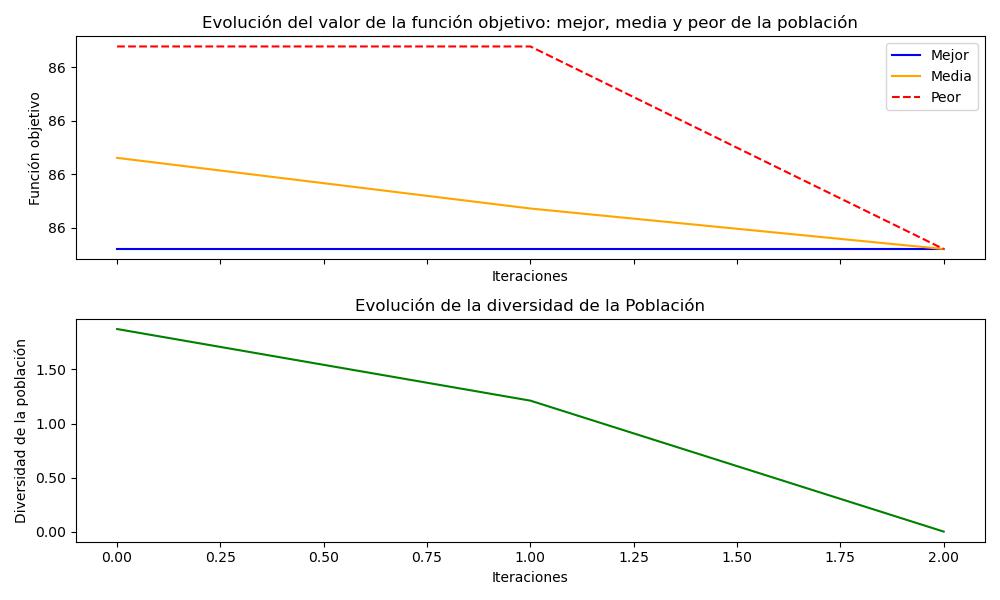 Evolución del valor de la función objetivo: mejor, media y peor de la población
Función objetivo
86
86
86
86
Mejor
Media
Peor
Iteraciones
Evolución de la diversidad de la Población
Diversidad de la población
1.50
1.00
0.50
0.00
0.00 0.25 0.50 0.75 1.00 1.25 1.50 1.75 2.00
Iteraciones